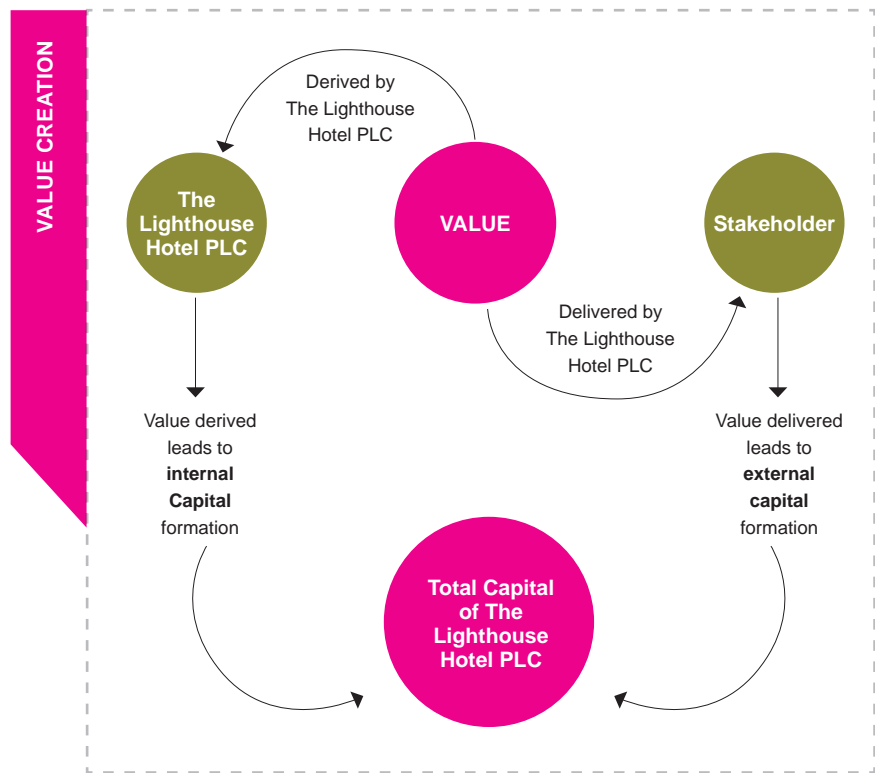 VALUE CREATION
Derived by
The Lighthouse
Hotel PLC
The
Lighthouse
Hotel PLC
VALUE
Stakeholder
Delivered by
The Lighthouse
Hotel PLC
Value derived
leads to
internal
Capital
formation
Value delivered
leads to
external
capital
formation
Total Capital
of The
Lighthouse
Hotel PLC